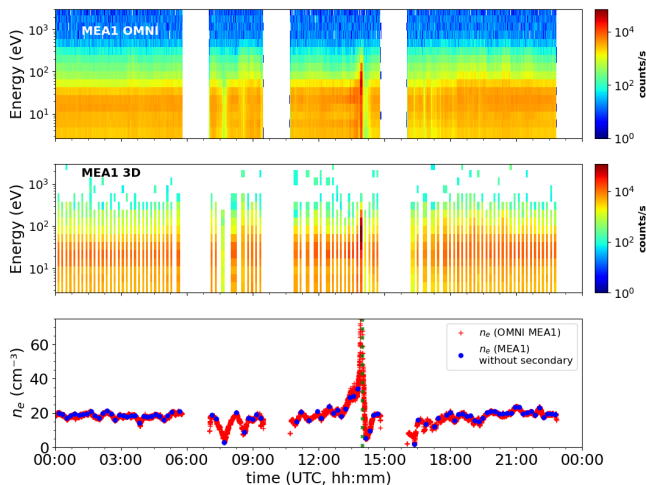 MEA1 OMNI
Energy (eV)
10³
10²
10¹
10⁴
10²
10⁰
counts/s
MEA1 3D
Energy (eV)
10³
10²
10¹
10⁴
10²
10⁰
counts/s
nₑ (cm⁻³)
60
40
20
0
nₑ (OMNI MEA1)
nₑ (MEA1)
without secondary
00:00 03:00 06:00 09:00 12:00 15:00 18:00 21:00 00:00
time (UTC, hh:mm)